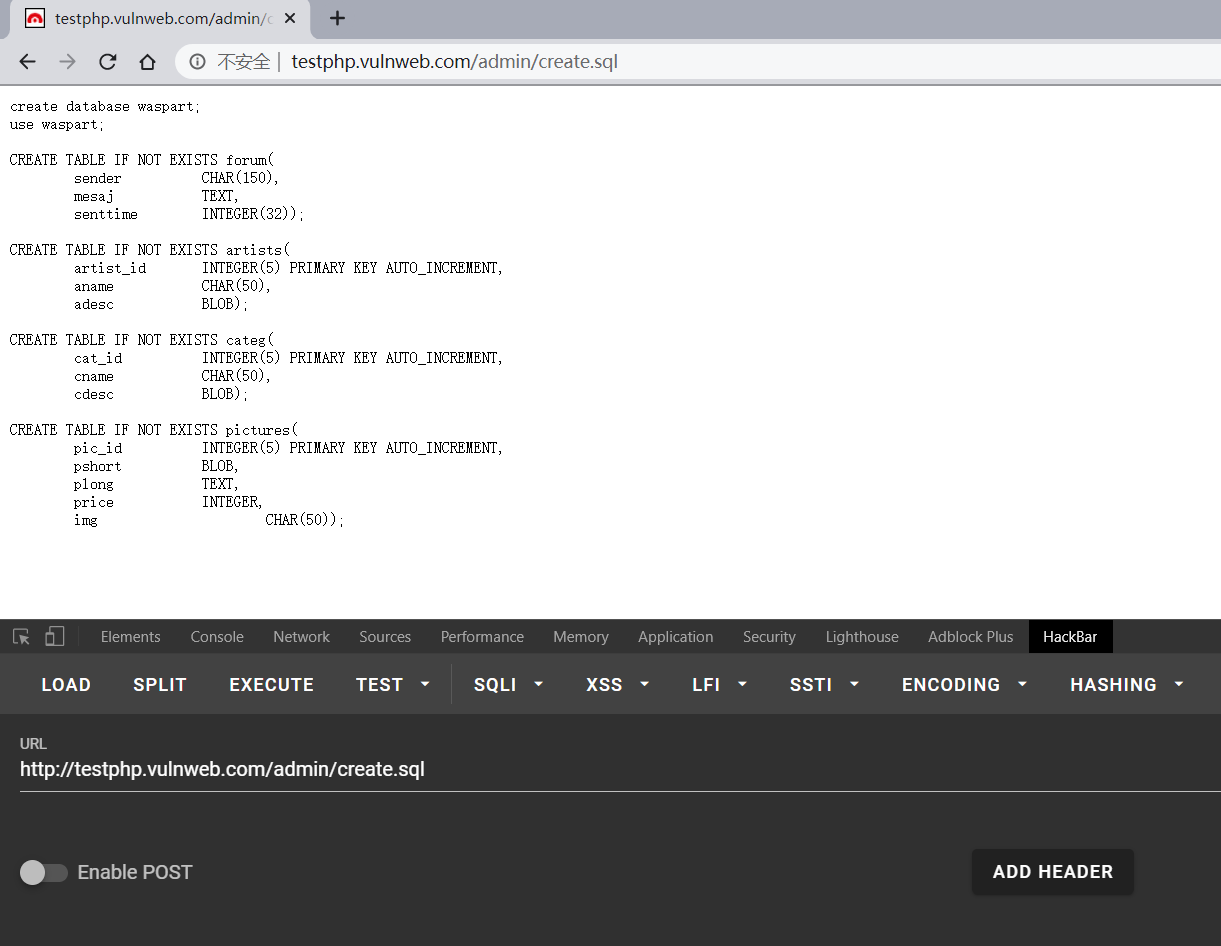 testphp.vulnweb.com/admin/c
不安全 testphp.vulnweb.com/admin/create.sql
create database waspart;
use waspart;
CREATE TABLE IF NOT EXISTS forum(
sender CHAR(150),
mesaj TEXT,
senttime INTEGER(32));
CREATE TABLE IF NOT EXISTS artists(
artist_id INTEGER(5) PRIMARY KEY AUTO_INCREMENT,
aname CHAR(50),
adesc BLOB);
CREATE TABLE IF NOT EXISTS categ(
cat_id INTEGER(5) PRIMARY KEY AUTO_INCREMENT,
cname CHAR(50),
cdesc BLOB);
CREATE TABLE IF NOT EXISTS pictures(
pic_id INTEGER(5) PRIMARY KEY AUTO_INCREMENT,
pshort BLOB,
plong TEXT,
price INTEGER,
img CHAR(50));
Elements Console Network Sources Performance Memory Application Security Lighthouse Adblock Plus HackBar
LOAD SPLIT EXECUTE TEST SQLI XSS LFI SSTI ENCODING HASHING
URL
http://testphp.vulnweb.com/admin/create.sql
Enable POST ADD HEADER